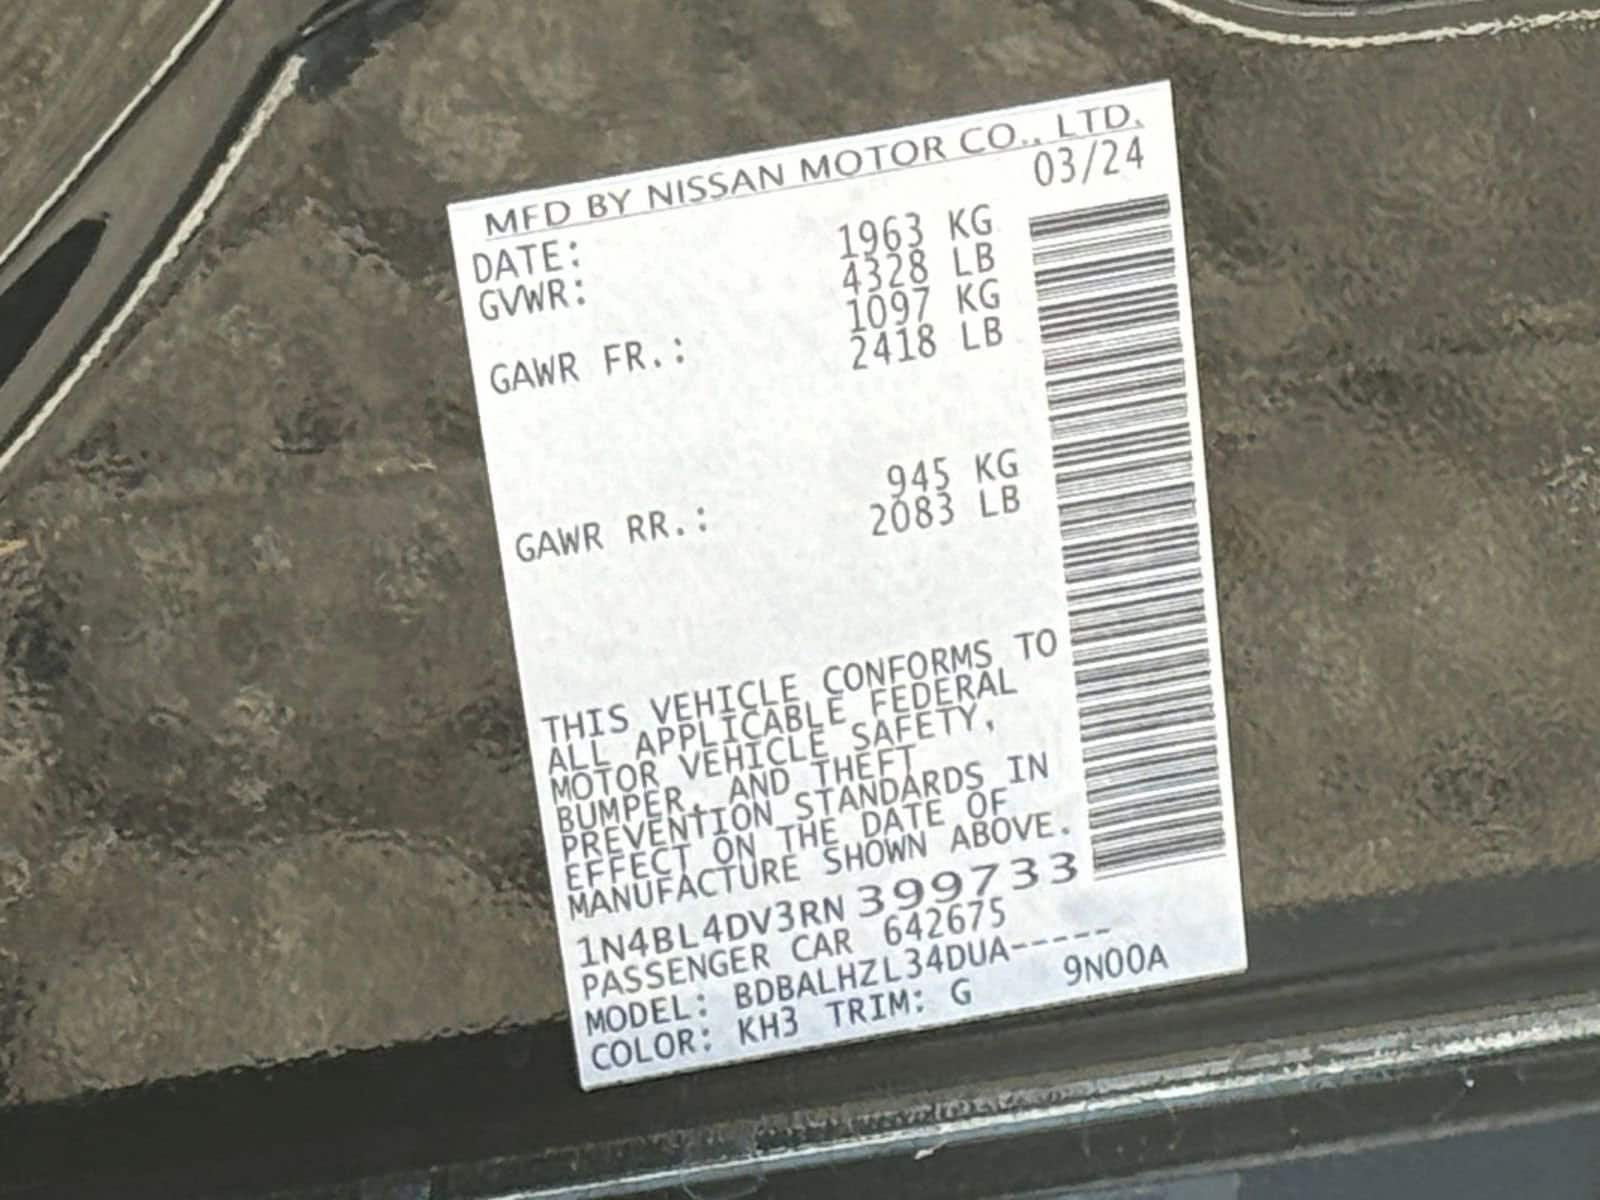 MFD BY NISSAN MOTOR CO., LTD.
DATE: 03/24
GVWR: 1963 KG
4328 LB
GAWR FR.: 1097 KG
2418 LB
GAWR RR.: 945 KG
2083 LB
THIS VEHICLE CONFORMS TO
ALL APPLICABLE FEDERAL
MOTOR VEHICLE SAFETY,
BUMPER, AND THEFT
PREVENTION STANDARDS IN
EFFECT ON THE DATE OF
MANUFACTURE SHOWN ABOVE.
1N4BL4DV3RN399733
PASSENGER CAR 642675
MODEL: BDBALHZL34DUA-----
COLOR: KH3 TRIM: G 9N00A